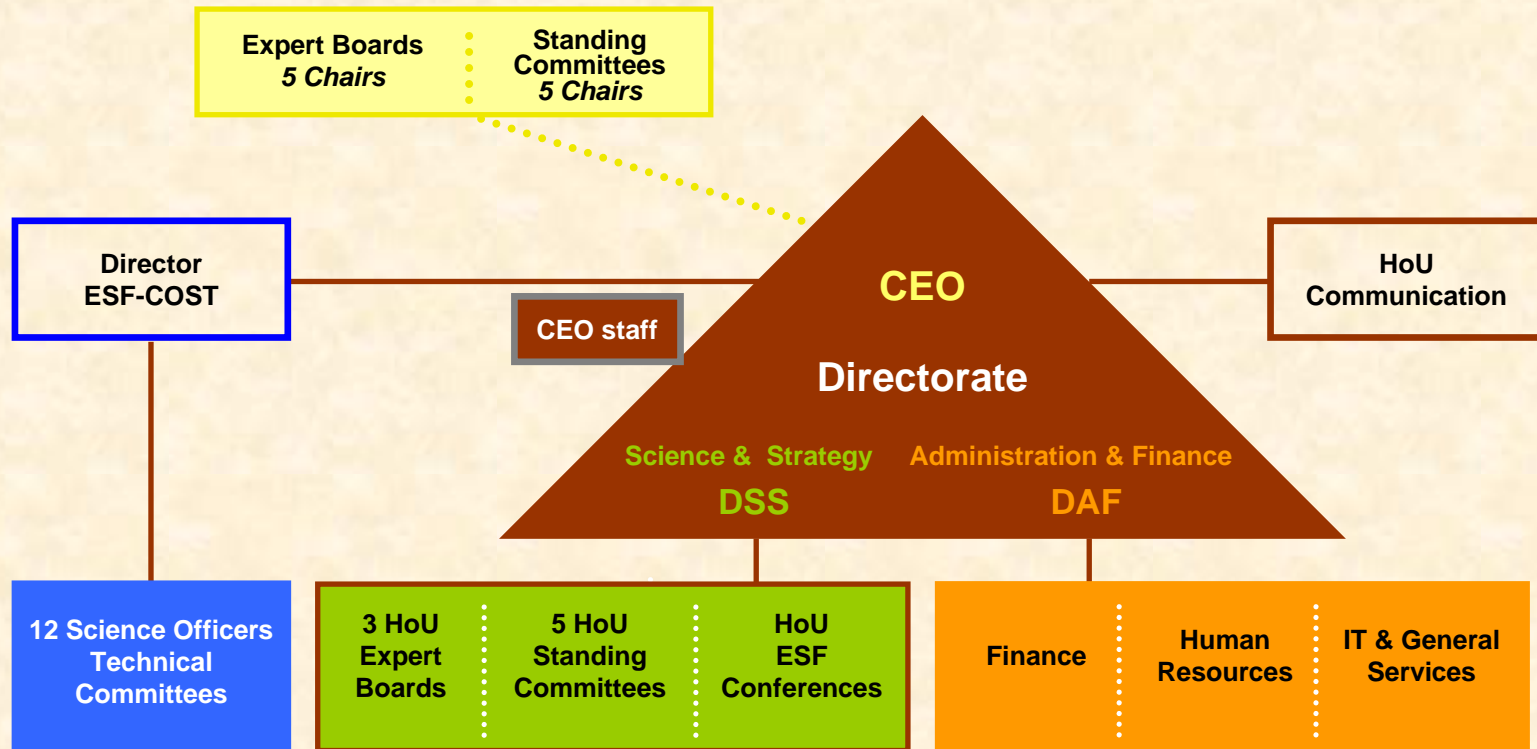 Expert Boards
5 Chairs
Standing
Committees
5 Chairs
Director
ESF-COST
CEO
HoU
Communication
CEO staff
Directorate
Science & Strategy
DSS
Administration & Finance
DAF
12 Science Officers
Technical
Committees
3 HoU
Expert
Boards
5 HoU
Standing
Committees
HoU
ESF
Conferences
Finance
Human
Resources
IT & General
Services